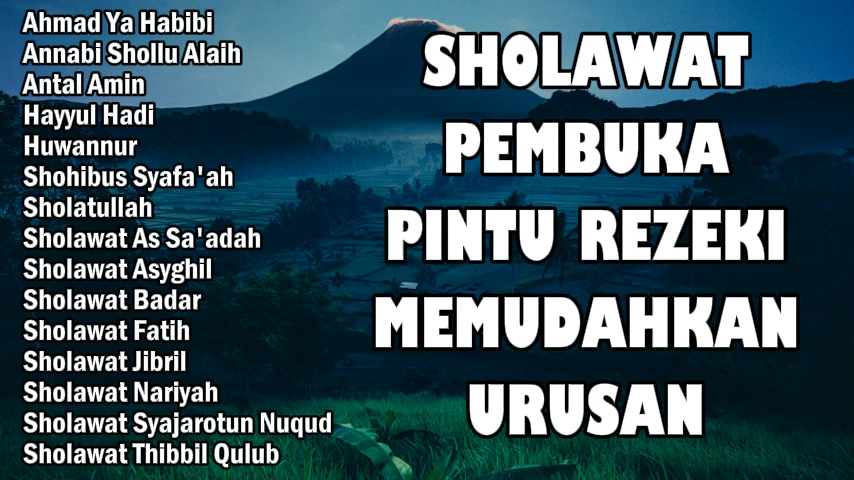 Ahmad Ya Habibi
Annabi Shollu Alaih
Antal Amin
Hayyul Hadi
Huwannur
Shohibus Syafa'ah
Sholatullah
Sholawat As Sa'adah
Sholawat Asyghil
Sholawat Badar
Sholawat Fatih
Sholawat Jibril
Sholawat Nariyah
Sholawat Syajarotun Nuqud
Sholawat Thibbil Qulub
SHOLAWAT
PEMBUKA
PINTU REZEKI
MEMUDAHKAN
URUSAN